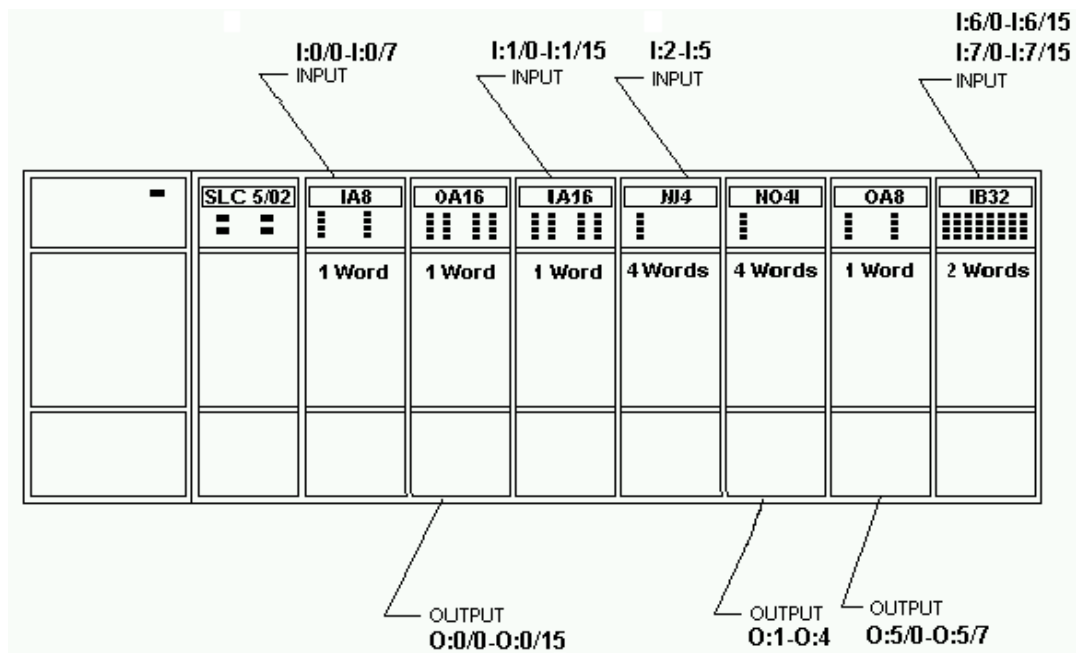 I:6/0-I:6/15
I:0/0-I:0/7 I:1/0-I:1/15 I:2-I:5 I:7/0-I:7/15
INPUT INPUT INPUT INPUT
SLC 5/02 IA8 OA16 IA16 NI4 NO4I OA8 IB32
1 Word 1 Word 1 Word 4 Words 4 Words 1 Word 2 Words
OUTPUT OUTPUT OUTPUT
O:0/0-O:0/15 O:1-O:4 O:5/0-O:5/7